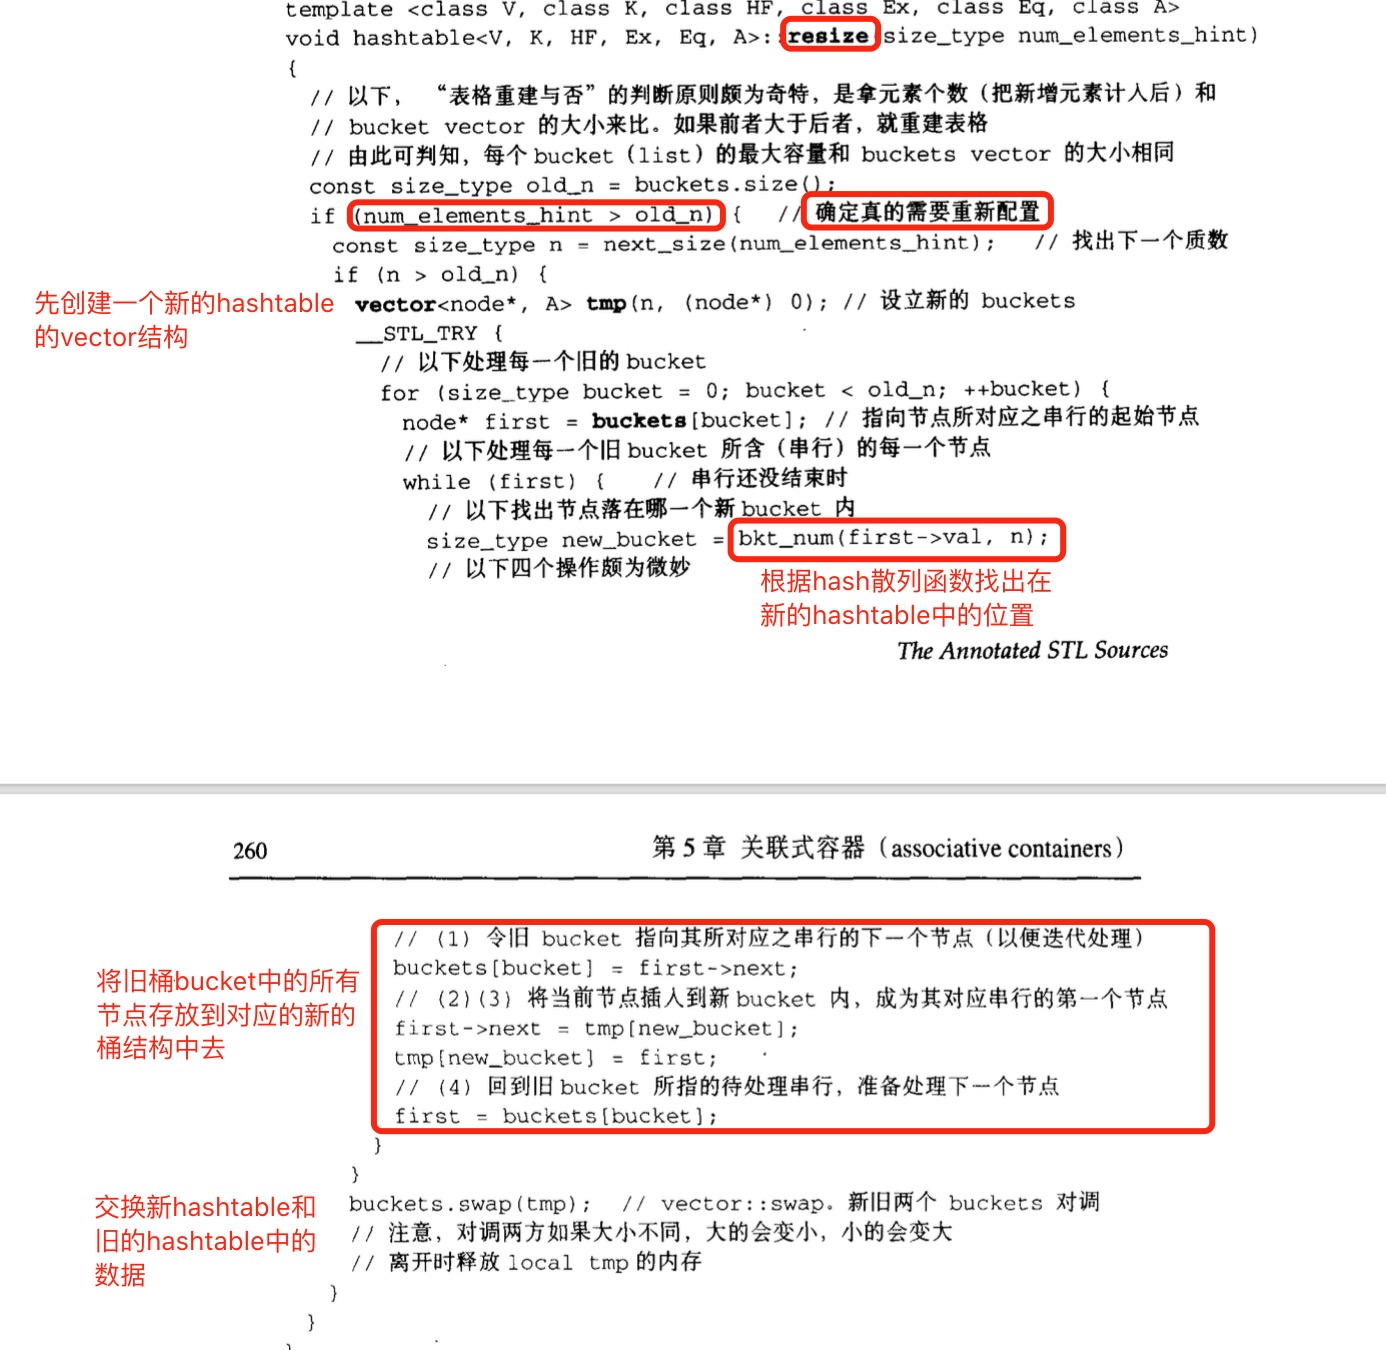 template <class V, class K, class HF, class Ex, class Eq, class A>
void hashtable<V, K, HF, Ex, Eq, A>::resize(size_type num_elements_hint)
{
// 以下， “表格重建与否”的判断原则颇为奇特，是拿元素个数（把新增元素计入后）和
// bucket vector 的大小来比。如果前者大于后者，就重建表格
// 由此可判知，每个 bucket（list）的最大容量和 buckets vector 的大小相同
const size_type old_n = buckets.size();
if (num_elements_hint > old_n) { // 确定真的需要重新配置
const size_type n = next_size(num_elements_hint); // 找出下一个质数
if (n > old_n) {
先创建一个新的hashtable
的vector结构
vector<node*, A> tmp(n, (node*) 0); // 设立新的 buckets
__STL_TRY {
// 以下处理每一个旧的 bucket
for (size_type bucket = 0; bucket < old_n; ++bucket) {
node* first = buckets[bucket]; // 指向节点所对应之串行的起始节点
// 以下处理每一个旧 bucket 所含（串行）的每一个节点
while (first) { // 串行还没结束时
// 以下找出节点落在哪一个新 bucket 内
size_type new_bucket = bkt_num(first->val, n);
// 以下四个操作颇为微妙
根据hash散列函数找出在
新的hashtable中的位置
The Annotated STL Sources
260
第 5 章 关联式容器（associative containers）
// (1) 令旧 bucket 指向其所对应之串行的下一个节点（以便迭代处理）
buckets[bucket] = first->next;
// (2)(3) 将当前节点插入到新 bucket 内，成为其对应串行的第一个节点
first->next = tmp[new_bucket];
tmp[new_bucket] = first;
// (4) 回到旧 bucket 所指的待处理串行，准备处理下一个节点
first = buckets[bucket];
将旧桶bucket中的所有
节点存放到对应的新的
桶结构中去
}
}
buckets.swap(tmp); // vector::swap。新旧两个 buckets 对调
// 注意，对调两方如果大小不同，大的会变小，小的会变大
// 离开时释放 local tmp 的内存
交换新hashtable和
旧的hashtable中的
数据
}
}
}